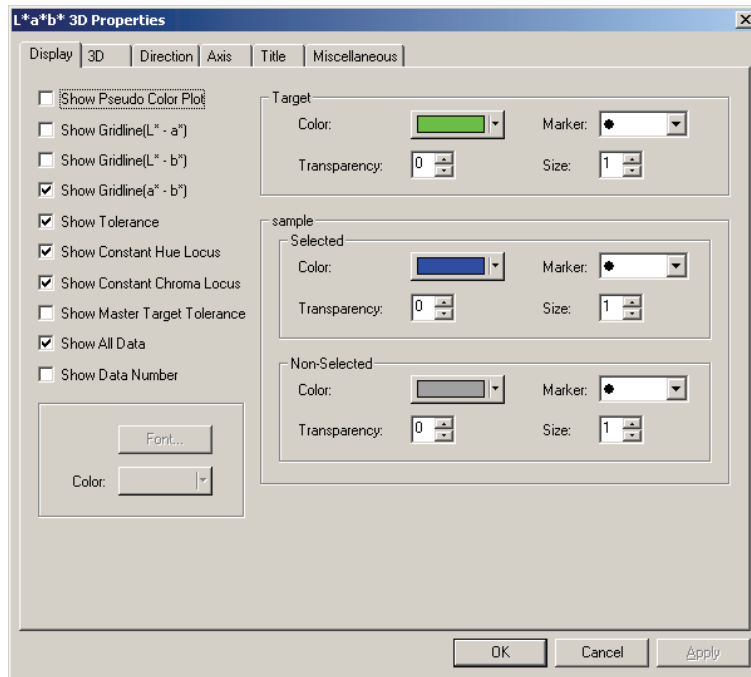 L*a*b* 3D Properties
Display 3D Direction Axis Title Miscellaneous
Show Pseudo Color Plot
Show Gridline(L* - a*)
Show Gridline(L* - b*)
Show Gridline(a* - b*)
Show Tolerance
Show Constant Hue Locus
Show Constant Chroma Locus
Show Master Target Tolerance
Show All Data
Show Data Number
Font...
Color:
Target
Color: Marker:
Transparency: 0 Size: 1
sample
Selected
Color: Marker:
Transparency: 0 Size: 1
Non-Selected
Color: Marker:
Transparency: 0 Size: 1
OK Cancel Apply